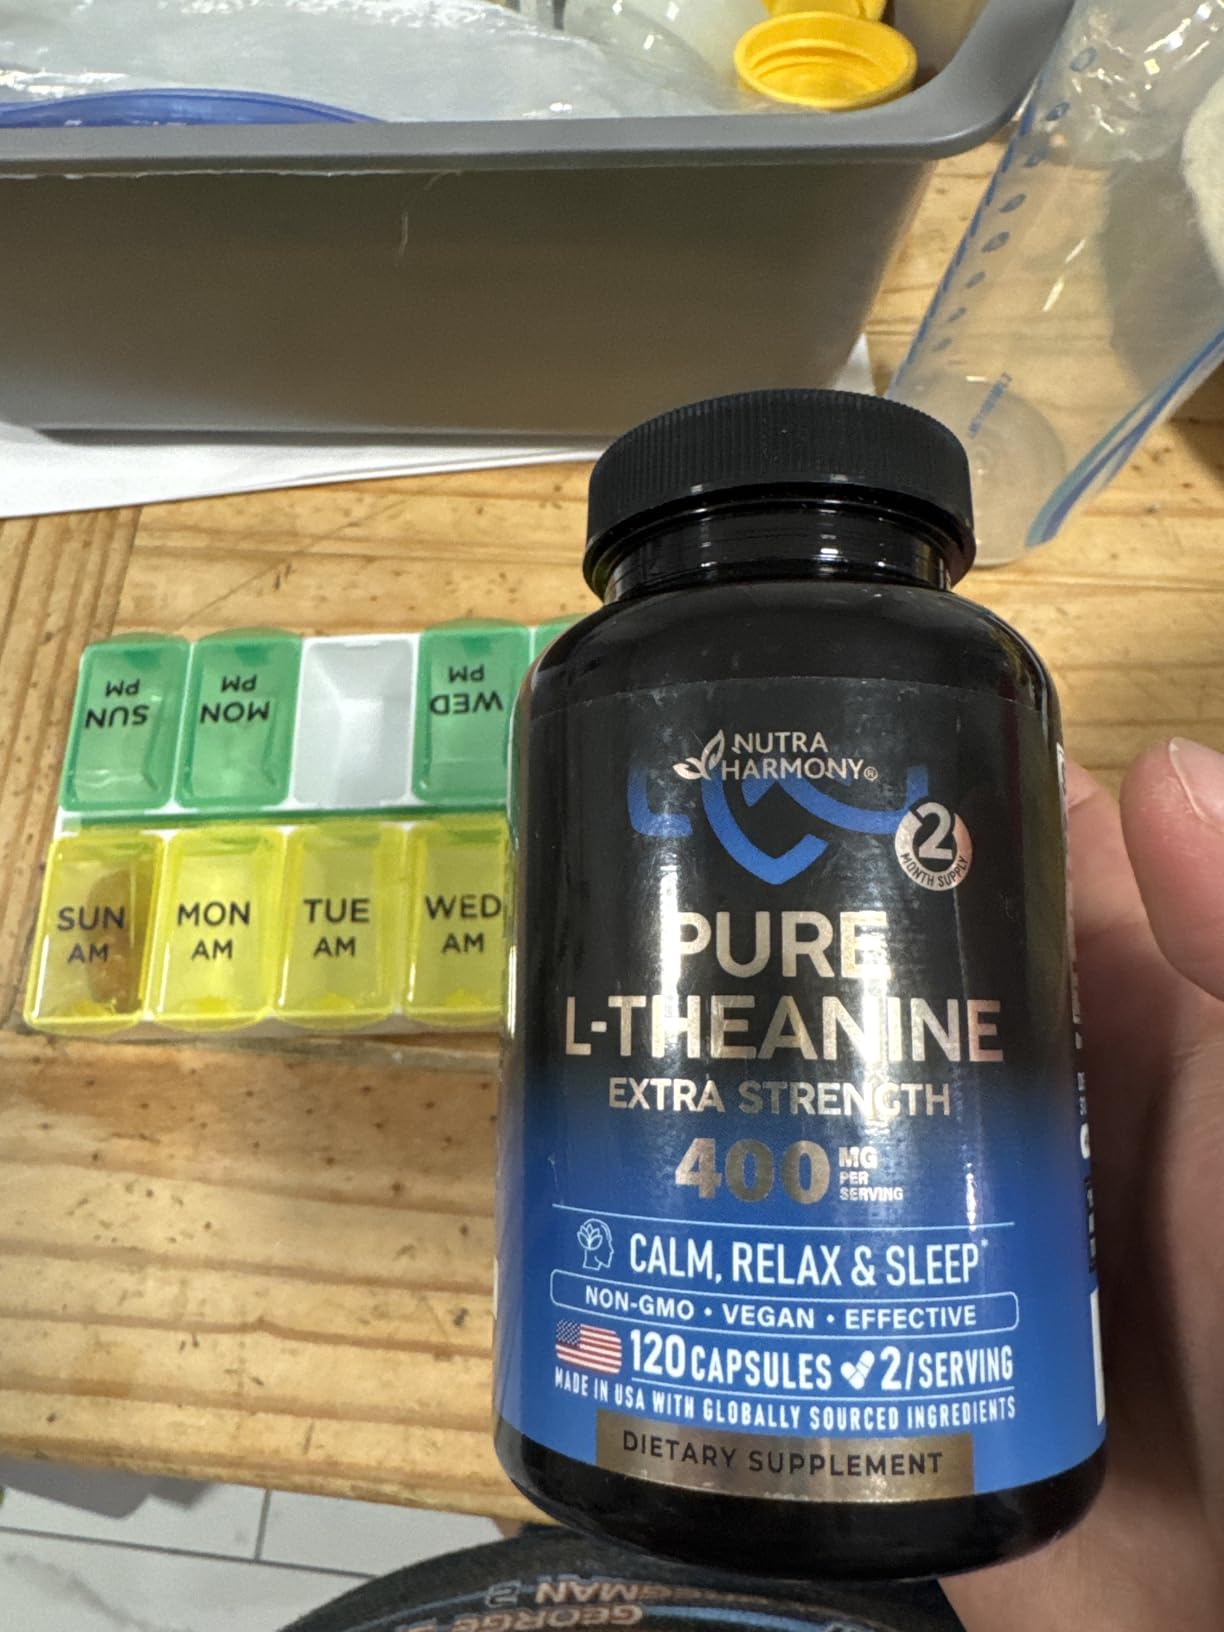 SUN
PM
MON
PM
WED
PM
SUN
AM
MON
AM
TUE
AM
WED
AM
NUTRA
HARMONY®
2
MONTH SUPPLY
PURE
L-THEANINE
EXTRA STRENGTH
400 MG
PER
SERVING
CALM, RELAX & SLEEP*
NON-GMO • VEGAN • EFFECTIVE
120 CAPSULES 2/SERVING
MADE IN USA WITH GLOBALLY SOURCED INGREDIENTS
DIETARY SUPPLEMENT
GEORGE